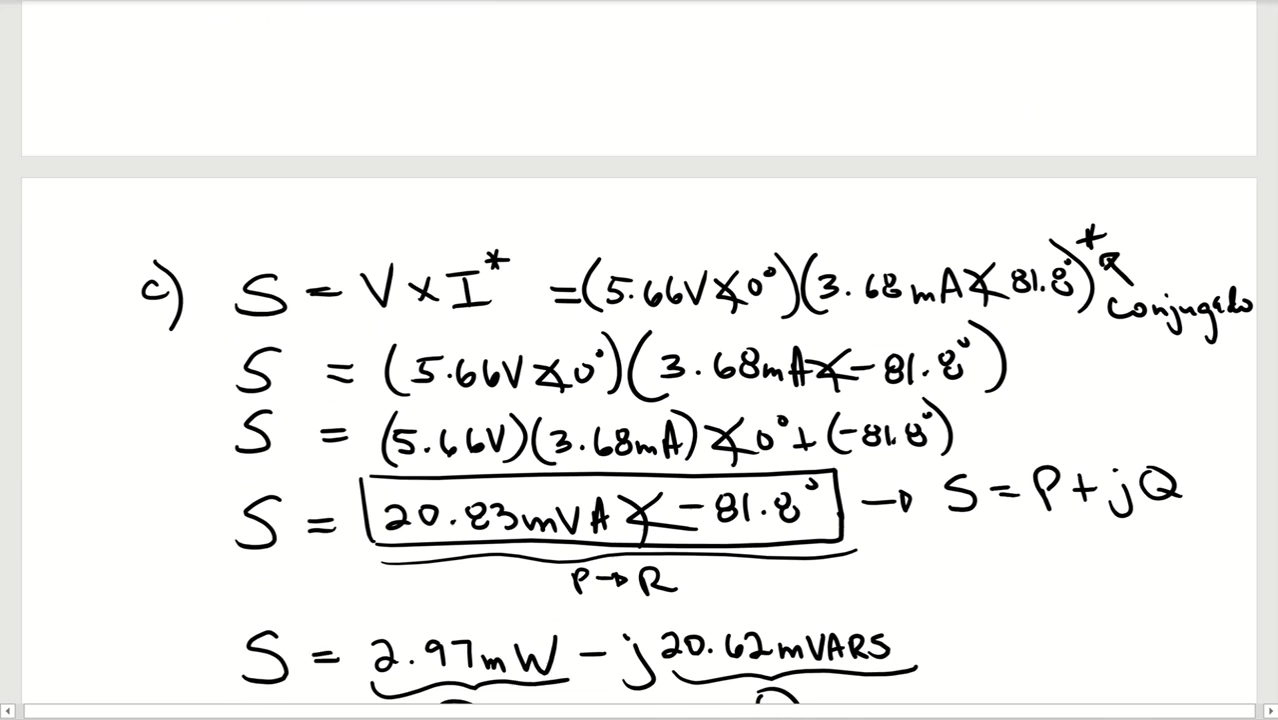 c) S = V x I* = (5.66V∡0°)(3.68mA∡81.8°)*
conjugado
S = (5.66V∡0°)(3.68mA∡-81.8°)
S = (5.66V)(3.68mA)∡0°+(-81.8°)
S = 20.83mVA∡-81.8° → S = P + jQ
P→R
S = 2.97mW - j20.62mVARS